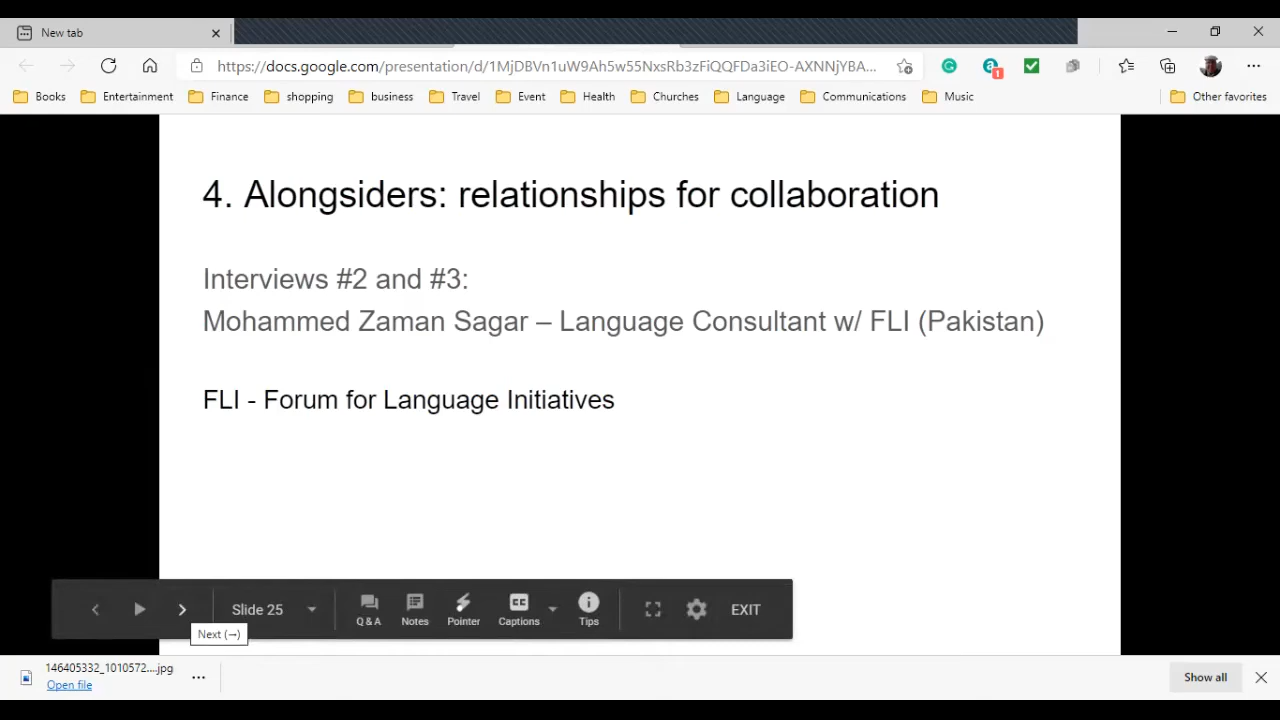 New tab
https://docs.google.com/presentation/d/1MjDBVn1uW9Ah5w55NxsRb3zFiQQFDa3iEO-AXNNjYBA...
1
Books Entertainment Finance shopping business Travel Event Health Churches Language Communications Music Other favorites
4. Alongsiders: relationships for collaboration
Interviews #2 and #3:
Mohammed Zaman Sagar – Language Consultant w/ FLI (Pakistan)
FLI - Forum for Language Initiatives
Slide 25 Q & A Notes Pointer Captions Tips EXIT
Next (→)
146405332_1010572....jpg
Open file
Show all